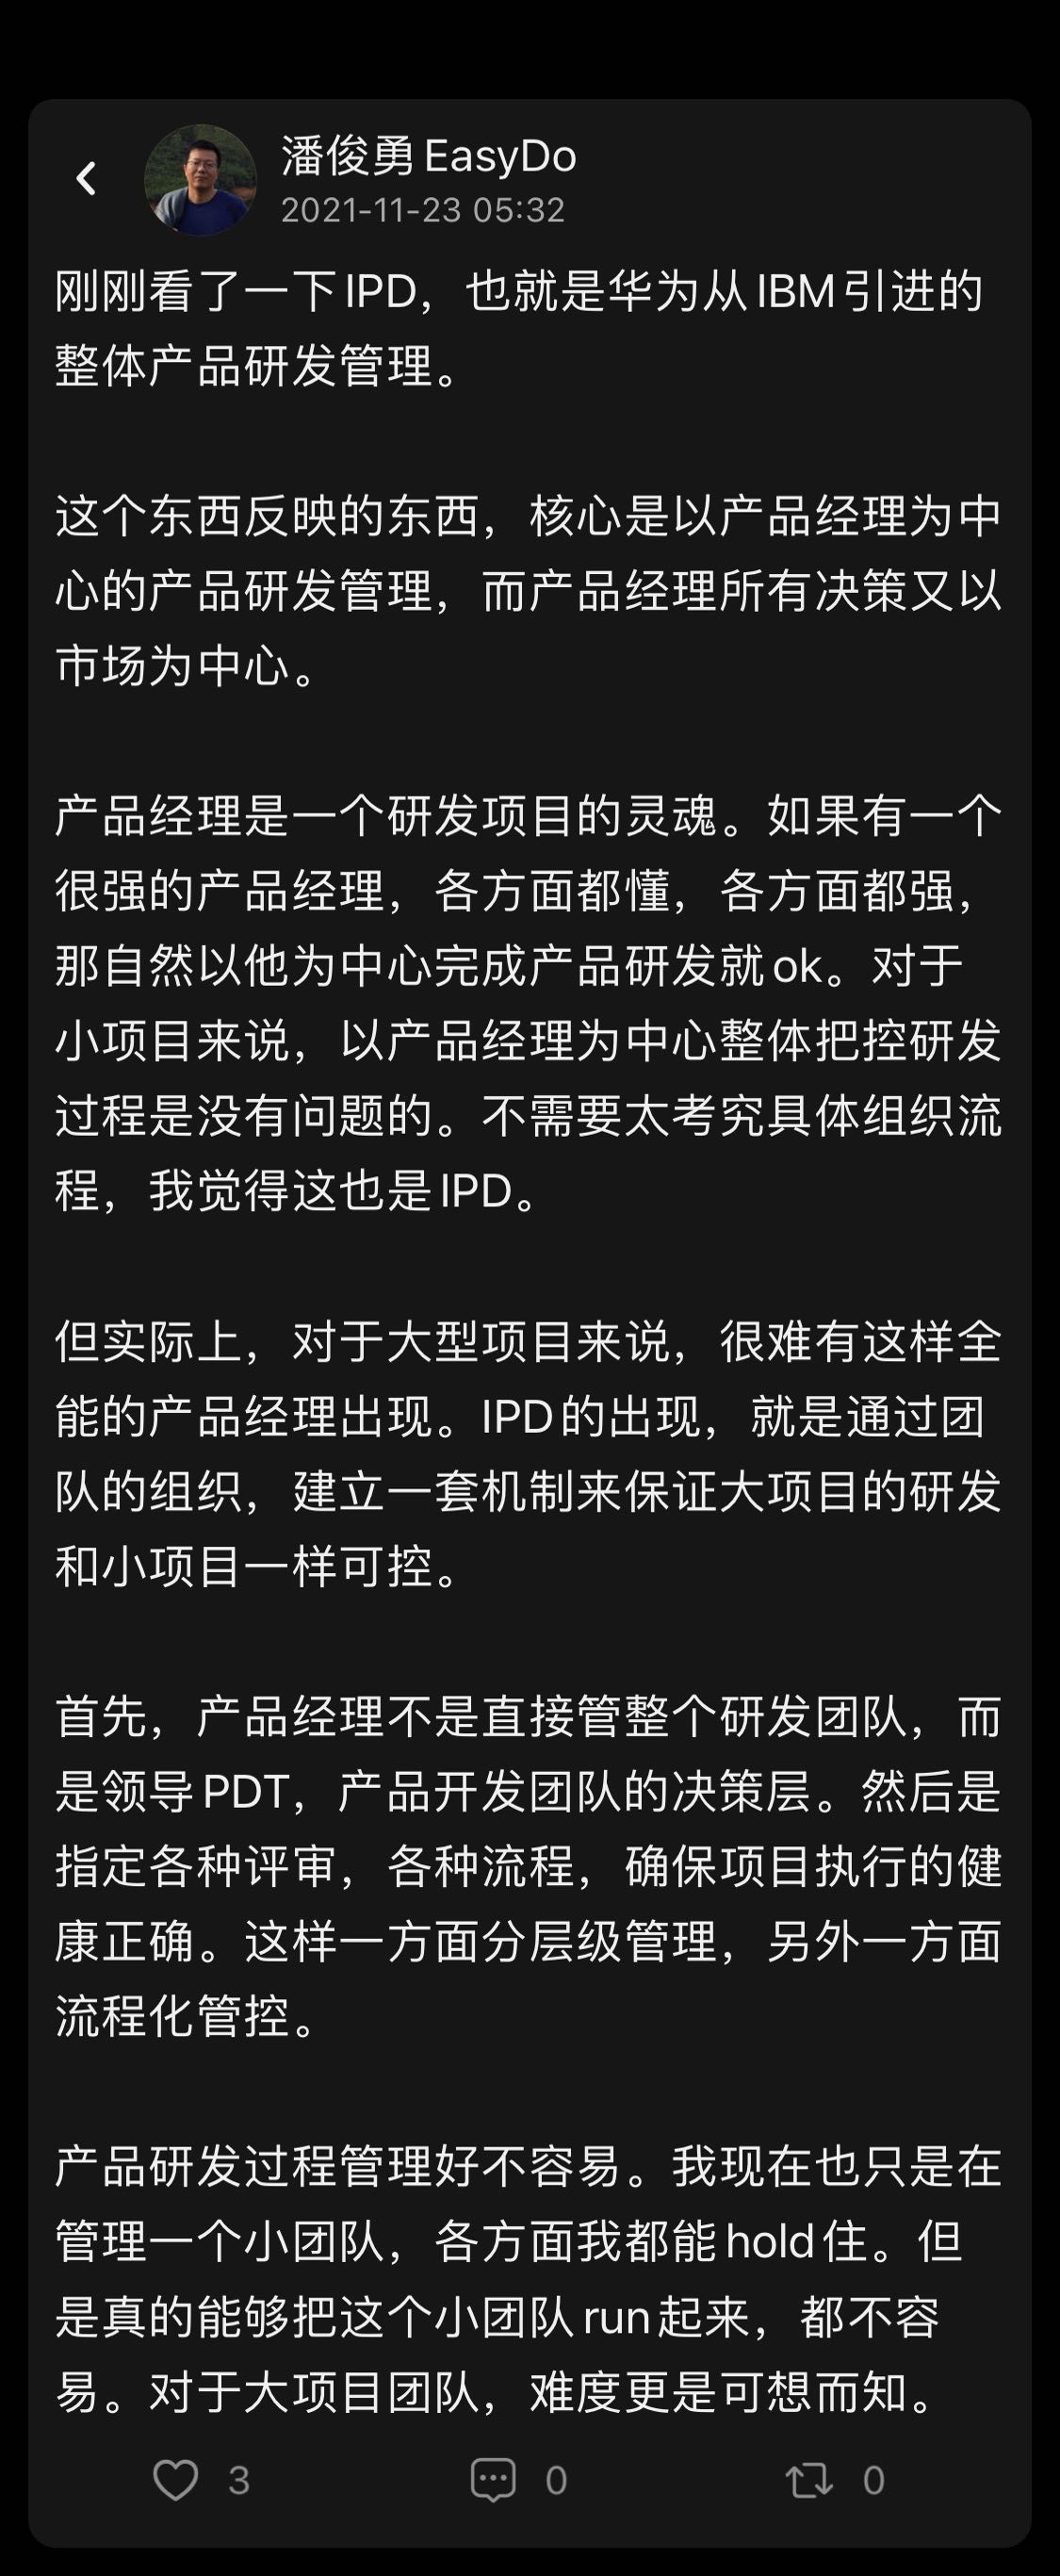 潘俊勇EasyDo
2021-11-23 05:32
刚刚看了一下IPD，也就是华为从IBM引进的
整体产品研发管理。
这个东西反映的东西，核心是以产品经理为中
心的产品研发管理，而产品经理所有决策又以
市场为中心。
产品经理是一个研发项目的灵魂。如果有一个
很强的产品经理，各方面都懂，各方面都强，
那自然以他为中心完成产品研发就ok。对于
小项目来说，以产品经理为中心整体把控研发
过程是没有问题的。不需要太考究具体组织流
程，我觉得这也是IPD。
但实际上，对于大型项目来说，很难有这样全
能的产品经理出现。IPD的出现，就是通过团
队的组织，建立一套机制来保证大项目的研发
和小项目一样可控。
首先，产品经理不是直接管整个研发团队，而
是领导PDT，产品开发团队的决策层。然后是
指定各种评审，各种流程，确保项目执行的健
康正确。这样一方面分层级管理，另外一方面
流程化管控。
产品研发过程管理好不容易。我现在也只是在
管理一个小团队，各方面我都能hold住。但
是真的能够把这个小团队run起来，都不容
易。对于大项目团队，难度更是可想而知。
3
0
0